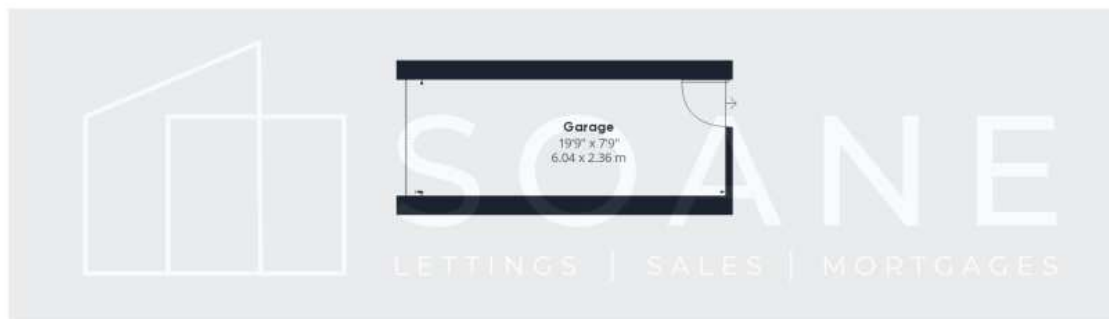 Garage
19'9" x 7'9"
6.04 x 2.36 m
SOANE
LETTINGS | SALES | MORTGAGES